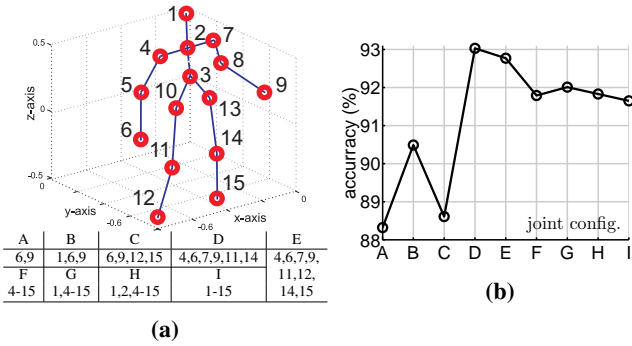 1
2
7
4
8
3
5
9
10
13
6
14
11
12
15
0.5
0
-0.5
0
-0.6
-0.6
0
z-axis
y-axis
x-axis
A B C D E
6,9 1,6,9 6,9,12,15 4,6,7,9,11,14 4,6,7,9,
F G H I 11,12,
4-15 1,4-15 1,2,4-15 1-15 14,15
(a)
93
92
91
90
89
88
accurracy (%)
joint config.
A B C D E F G H I
(b)